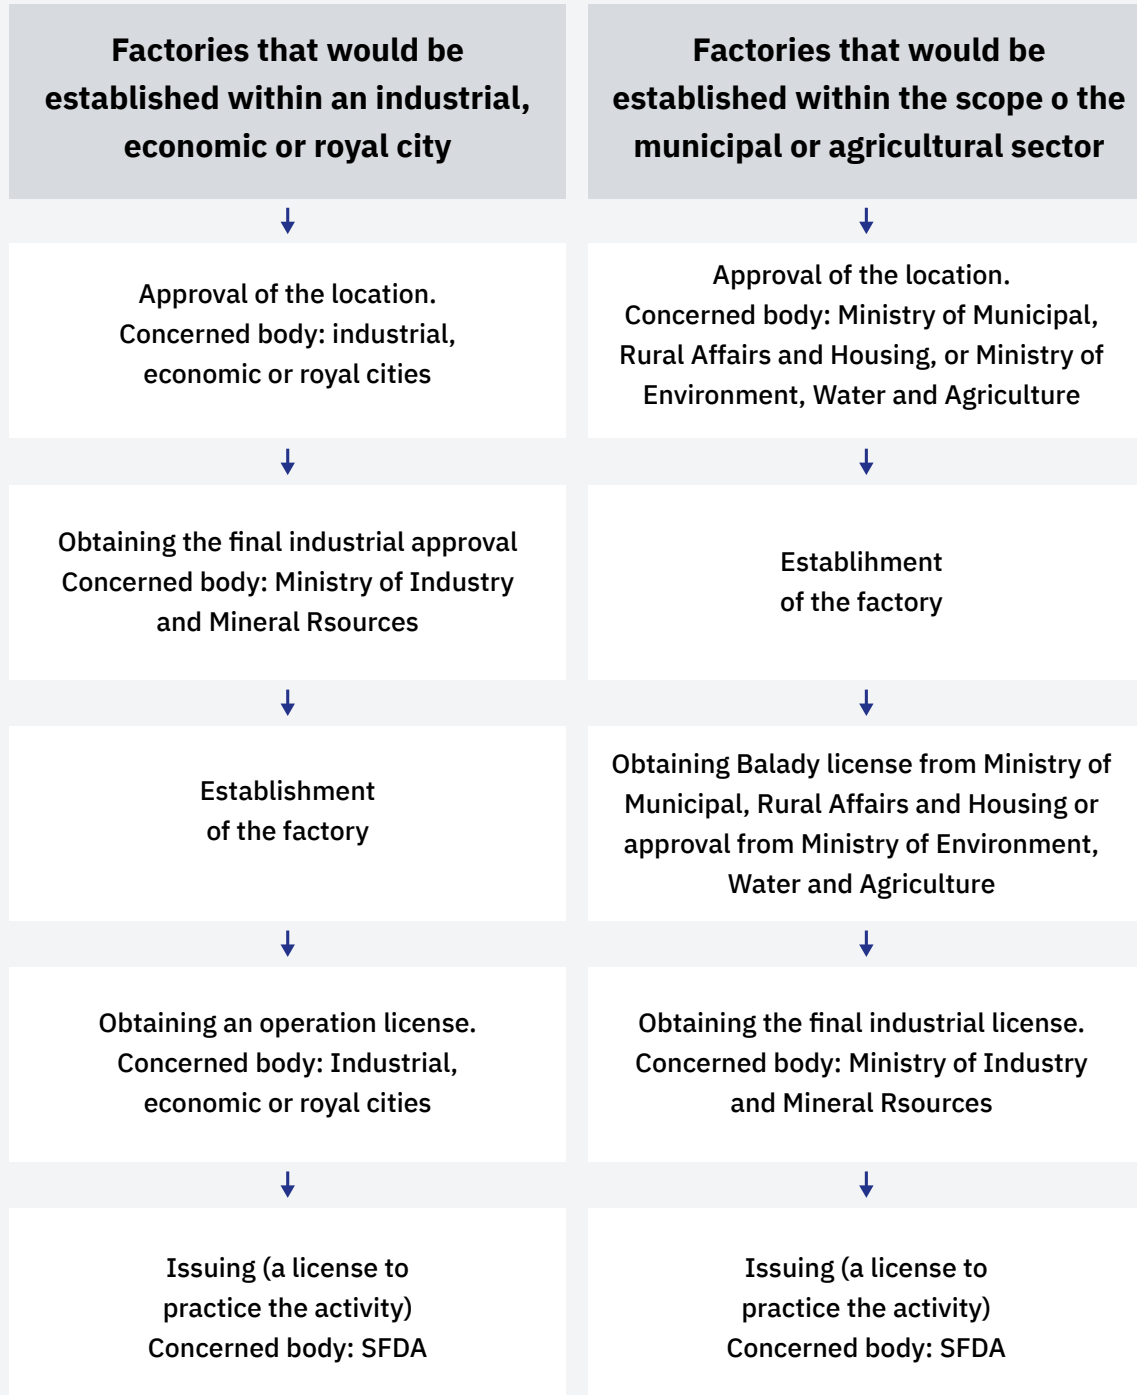 Factories that would be
established within an industrial,
economic or royal city
Approval of the location.
Concerned body: industrial,
economic or royal cities
Obtaining the final industrial approval
Concerned body: Ministry of Industry
and Mineral Rsources
Establishment
of the factory
Obtaining an operation license.
Concerned body: Industrial,
economic or royal cities
Issuing (a license to
practice the activity)
Concerned body: SFDA
Factories that would be
established within the scope o the
municipal or agricultural sector
Approval of the location.
Concerned body: Ministry of Municipal,
Rural Affairs and Housing, or Ministry of
Environment, Water and Agriculture
Establihment
of the factory
Obtaining Balady license from Ministry of
Municipal, Rural Affairs and Housing or
approval from Ministry of Environment,
Water and Agriculture
Obtaining the final industrial license.
Concerned body: Ministry of Industry
and Mineral Rsources
Issuing (a license to
practice the activity)
Concerned body: SFDA